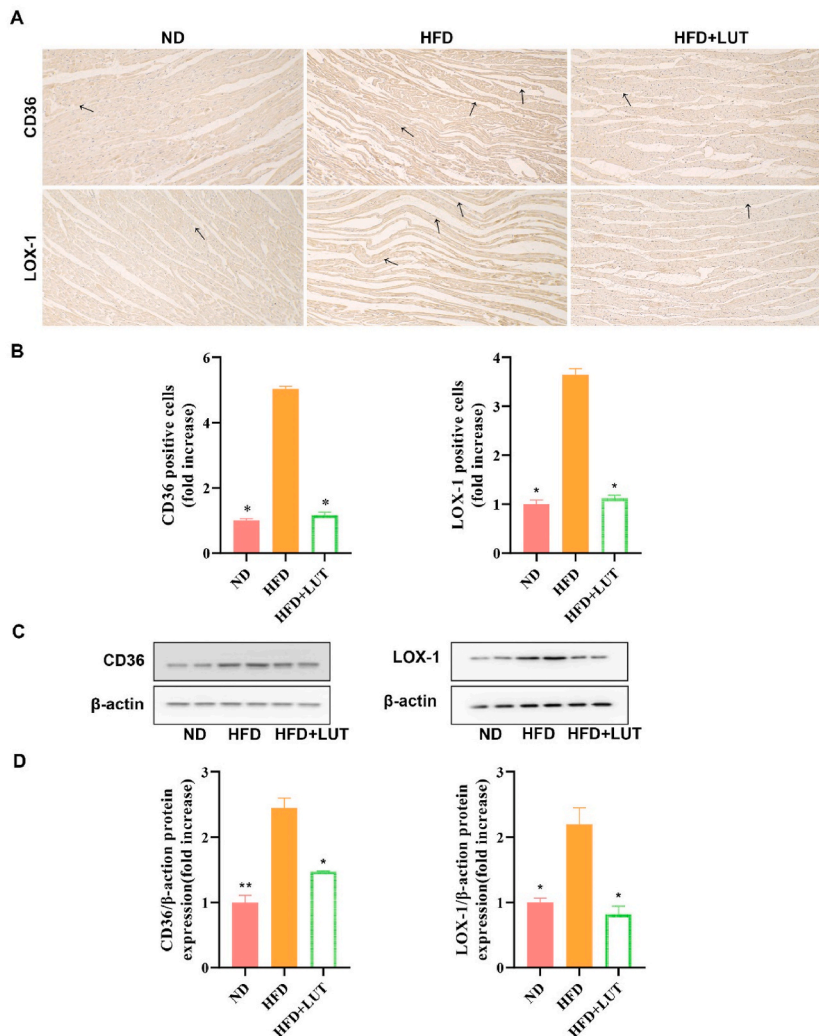 A
ND HFD HFD+LUT
CD36
LOX-1
B
CD36 positive cells
(fold increase)
6
4
2
0
* *
ND HFD HFD+LUT
LOX-1 positive cells
(fold increase)
4
3
2
1
0
* *
ND HFD HFD+LUT
C
CD36
β-actin
ND HFD HFD+LUT
LOX-1
β-actin
ND HFD HFD+LUT
D
CD36/β-action protein
expression(fold increase)
3
2
1
0
** *
ND HFD HFD+LUT
LOX-1/β-action protein
expression(fold increase)
3
2
1
0
* *
ND HFD HFD+LUT